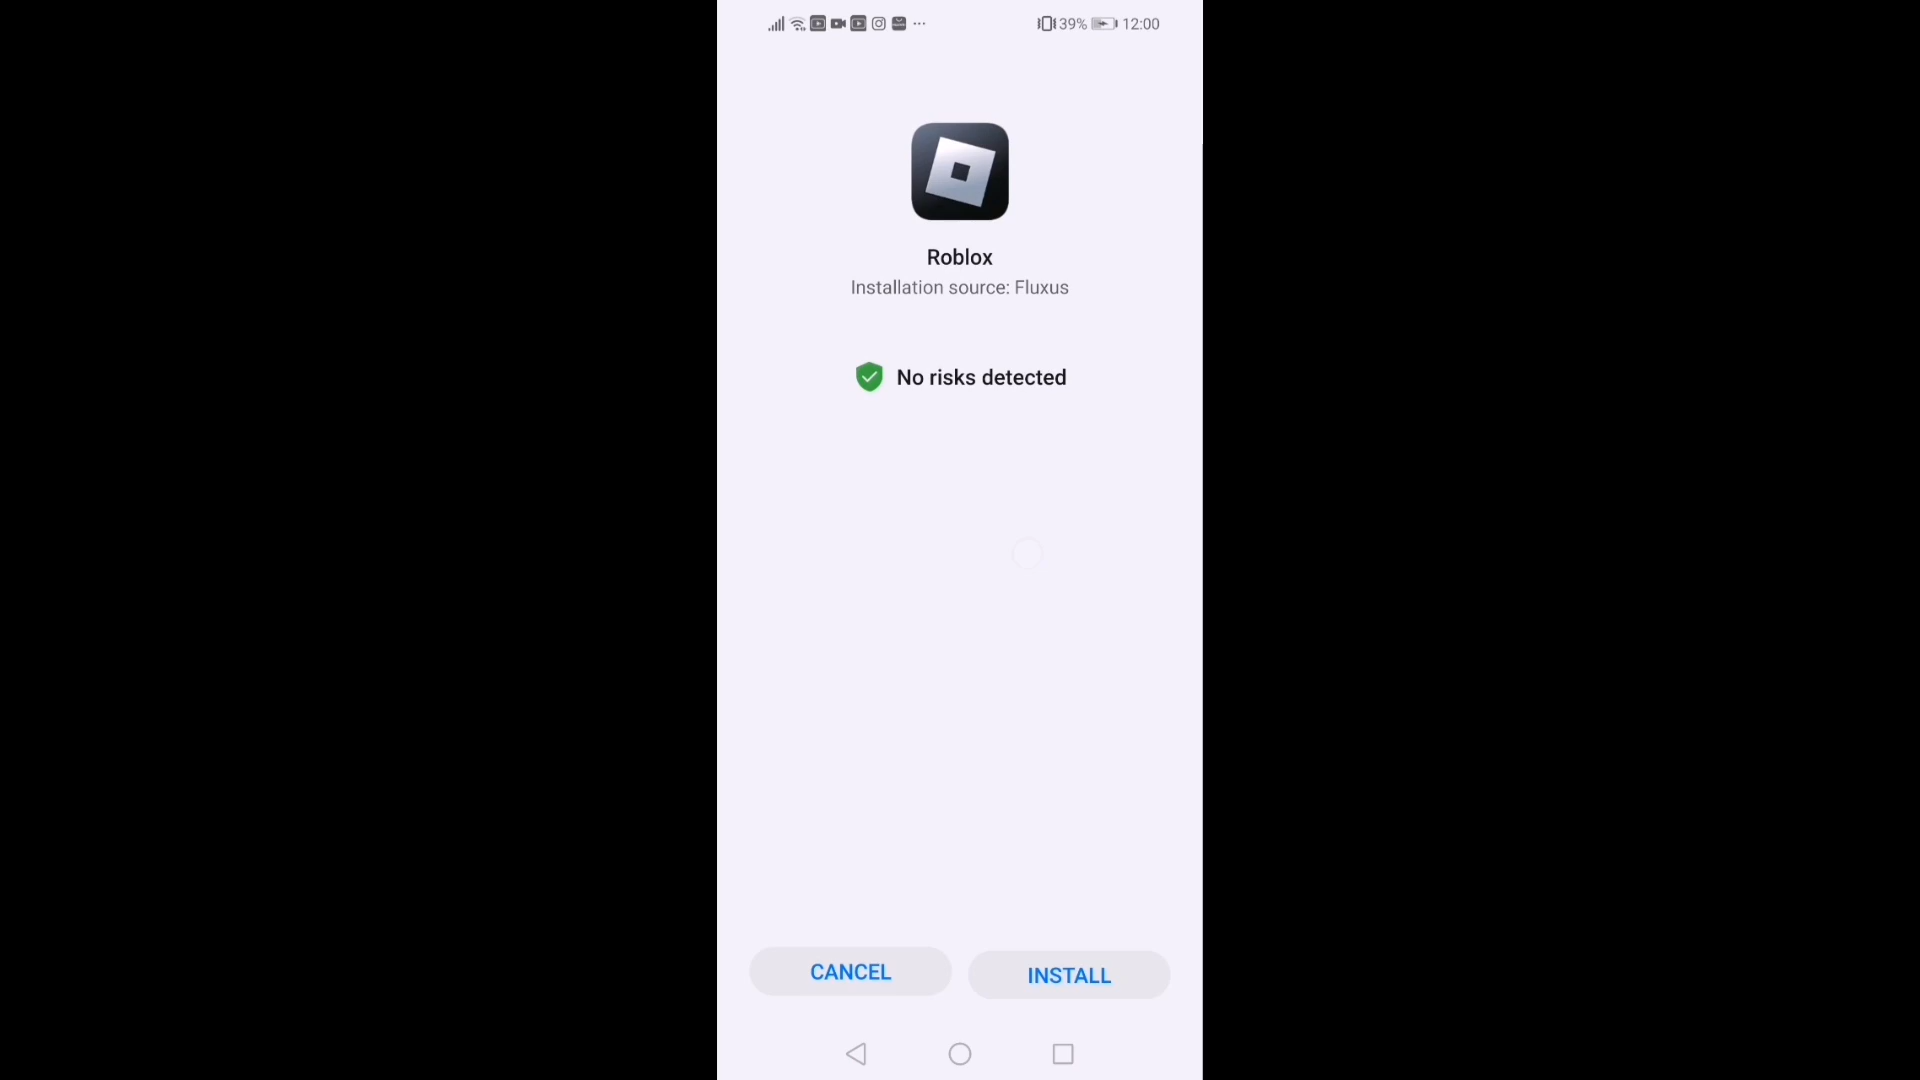 39% 12:00
Roblox
Installation source: Fluxus
No risks detected
CANCEL INSTALL